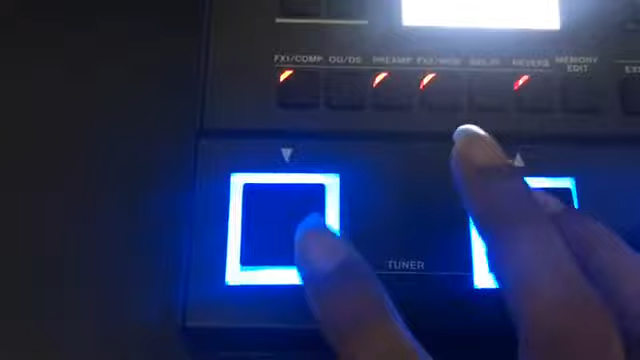 FX1/COMP OD/DS PREAMP FX2/MOD DELAY REVERB MEMORY EDIT
TUNER